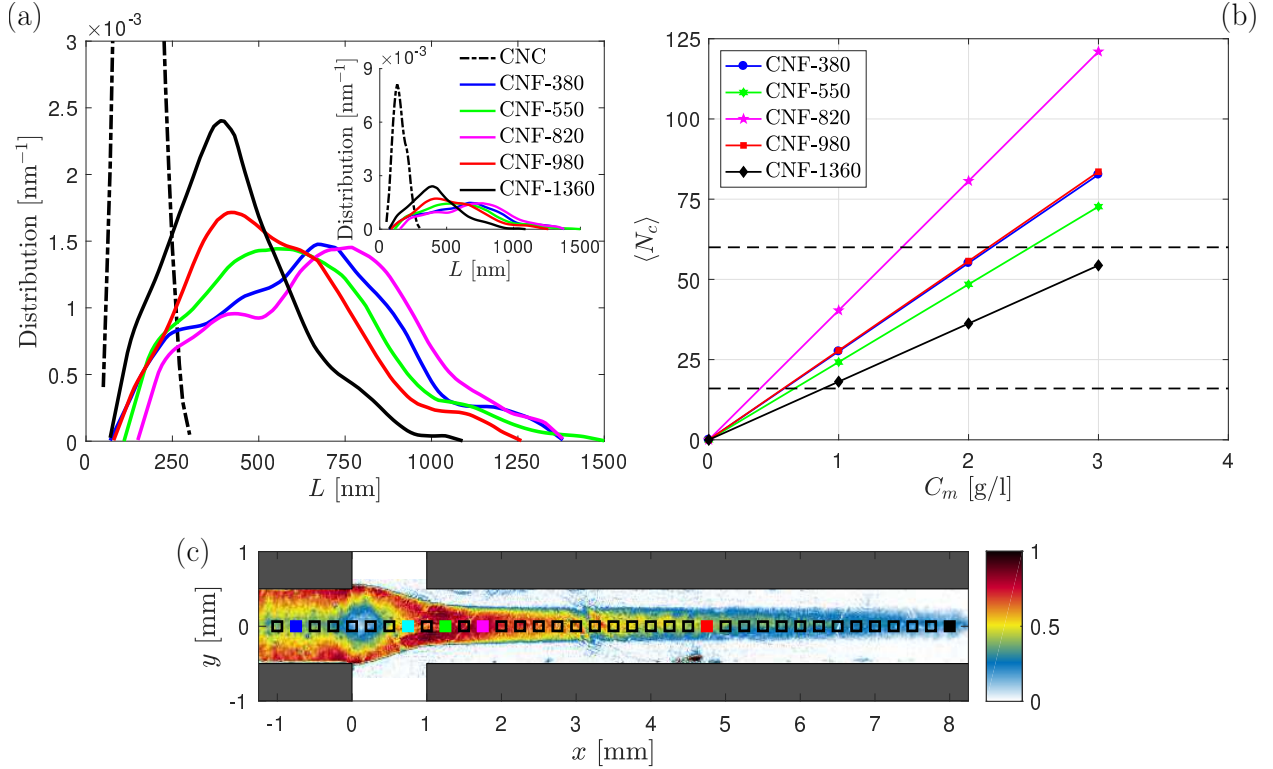 (a)
×10⁻³
3
2.5
2
1.5
1
0.5
0
Distribution [nm⁻¹]
0 250 500 750 1000 1250 1500
L [nm]
×10⁻³
9
6
3
0
Distribution [nm⁻¹]
0 500 1000 1500
L [nm]
CNC
CNF-380
CNF-550
CNF-820
CNF-980
CNF-1360
(b)
125
100
75
50
25
0
⟨N_c⟩
CNF-380
CNF-550
CNF-820
CNF-980
CNF-1360
0 1 2 3 4
C_m [g/l]
(c)
1
0
-1
y [mm]
-1 0 1 2 3 4 5 6 7 8
x [mm]
1
0.5
0